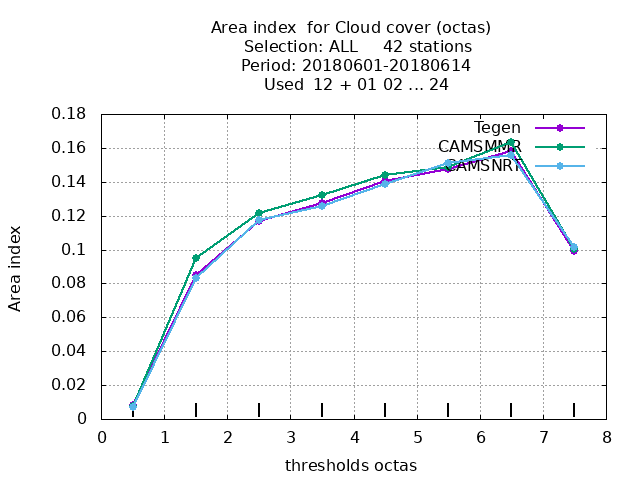 Area index  for Cloud cover (octas)
Selection: ALL     42 stations
Period: 20180601-20180614
Used  12 + 01 02 ... 24
0.18
0.16
0.14
0.12
0.1
0.08
0.06
0.04
0.02
0
Area index
Tegen
CAMSMMR
CAMSNRT
0 1 2 3 4 5 6 7 8
thresholds octas